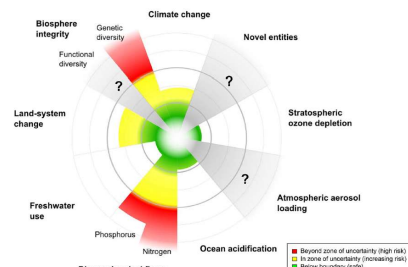 Climate change
Genetic
diversity
Biosphere
integrity
Functional
diversity
Novel entities
?
?
Land-system
change
Stratospheric
ozone depletion
?
Atmospheric aerosol
loading
Freshwater
use
Phosphorus
Nitrogen
Ocean acidification
Beyond zone of uncertainty (high risk)
In zone of uncertainty (increasing risk)
Below boundary (safe)